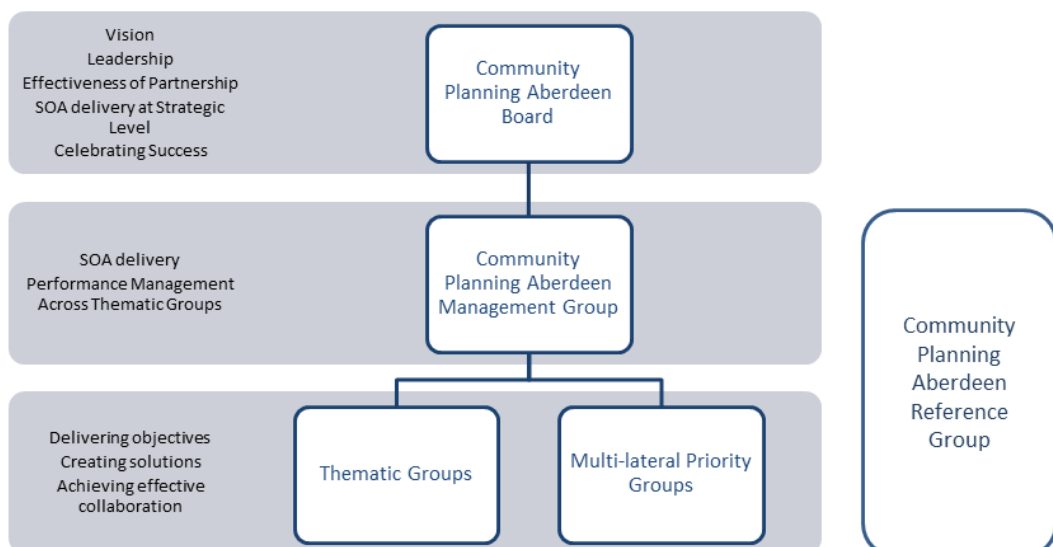 Vision
Leadership
Effectiveness of Partnership
SOA delivery at Strategic
Level
Celebrating Success
Community
Planning Aberdeen
Board
SOA delivery
Performance Management
Across Thematic Groups
Community
Planning Aberdeen
Management Group
Delivering objectives
Creating solutions
Achieving effective
collaboration
Thematic Groups
Multi-lateral Priority
Groups
Community
Planning
Aberdeen
Reference
Group